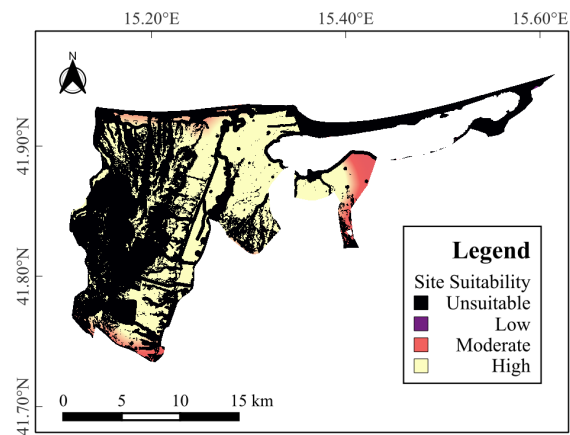 15.20°E 15.40°E 15.60°E
N
41.90°N
41.80°N
41.70°N
Legend
Site Suitability
Unsuitable
Low
Moderate
High
0 5 10 15 km